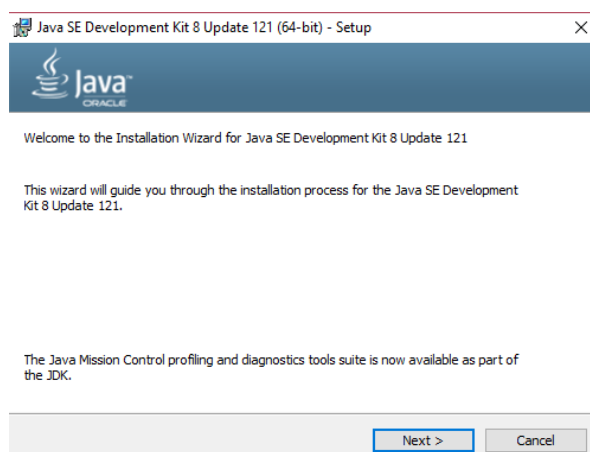 Java SE Development Kit 8 Update 121 (64-bit) - Setup
Java™
ORACLE
Welcome to the Installation Wizard for Java SE Development Kit 8 Update 121
This wizard will guide you through the installation process for the Java SE Development
Kit 8 Update 121.
The Java Mission Control profiling and diagnostics tools suite is now available as part of
the JDK.
Next > Cancel